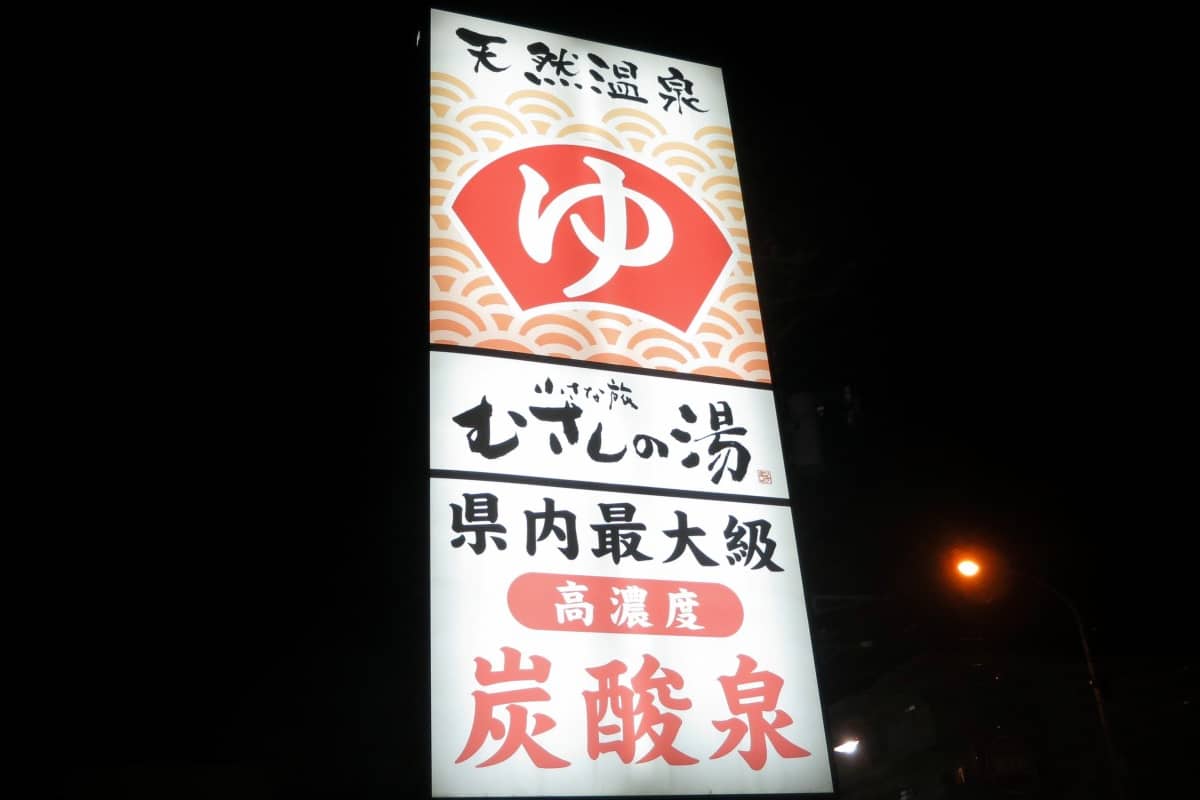 天然温泉
ゆ
小さな旅
むさしの湯
県内最大級
高濃度
炭酸泉